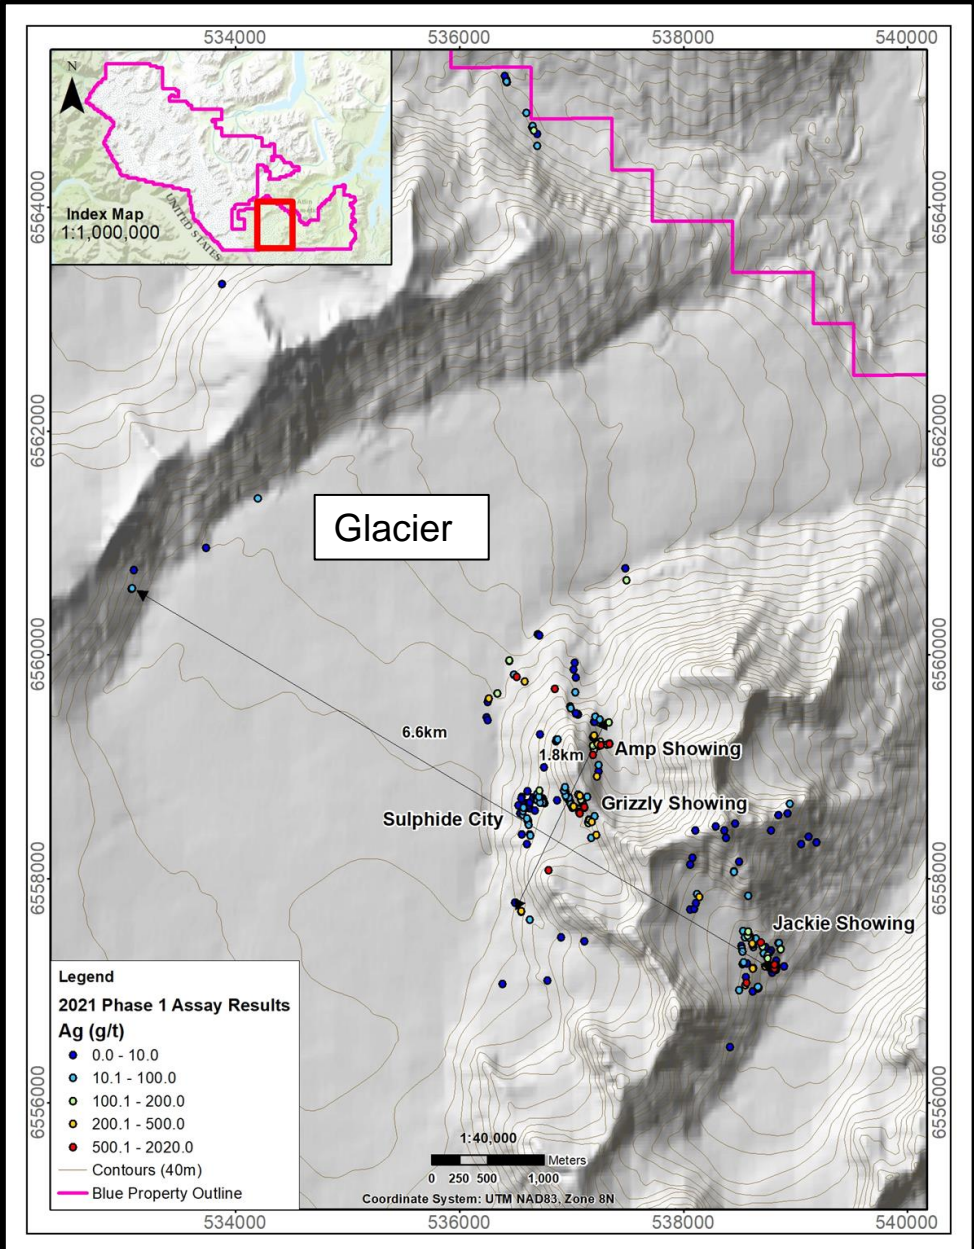 534000
536000
538000
540000
N
Index Map
1:1,000,000
UNITED STATES
6564000
6564000
6562000
6562000
Glacier
6560000
6560000
6.6km
1.8km
Amp Showing
Grizzly Showing
Sulphide City
6558000
6558000
Jackie Showing
Legend
2021 Phase 1 Assay Results
Ag (g/t)
0.0 - 10.0
10.1 - 100.0
100.1 - 200.0
200.1 - 500.0
500.1 - 2020.0
Contours (40m)
Blue Property Outline
6556000
6556000
1:40,000
Meters
0 250 500 1,000
Coordinate System: UTM NAD83, Zone 8N
534000
536000
538000
540000